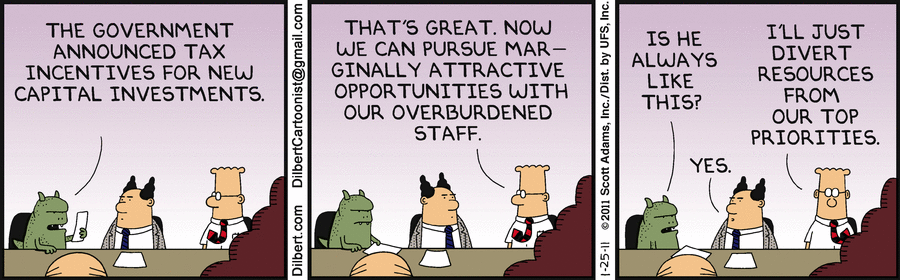 THE GOVERNMENT
ANNOUNCED TAX
INCENTIVES FOR NEW
CAPITAL INVESTMENTS.
Dilbert.com DilbertCartoonist@gmail.com
THAT'S GREAT. NOW
WE CAN PURSUE MAR–
GINALLY ATTRACTIVE
OPPORTUNITIES WITH
OUR OVERBURDENED
STAFF.
1-25-11 © 2011 Scott Adams, Inc./Dist. by UFS, Inc.
IS HE
ALWAYS
LIKE
THIS?
YES.
I'LL JUST
DIVERT
RESOURCES
FROM
OUR TOP
PRIORITIES.